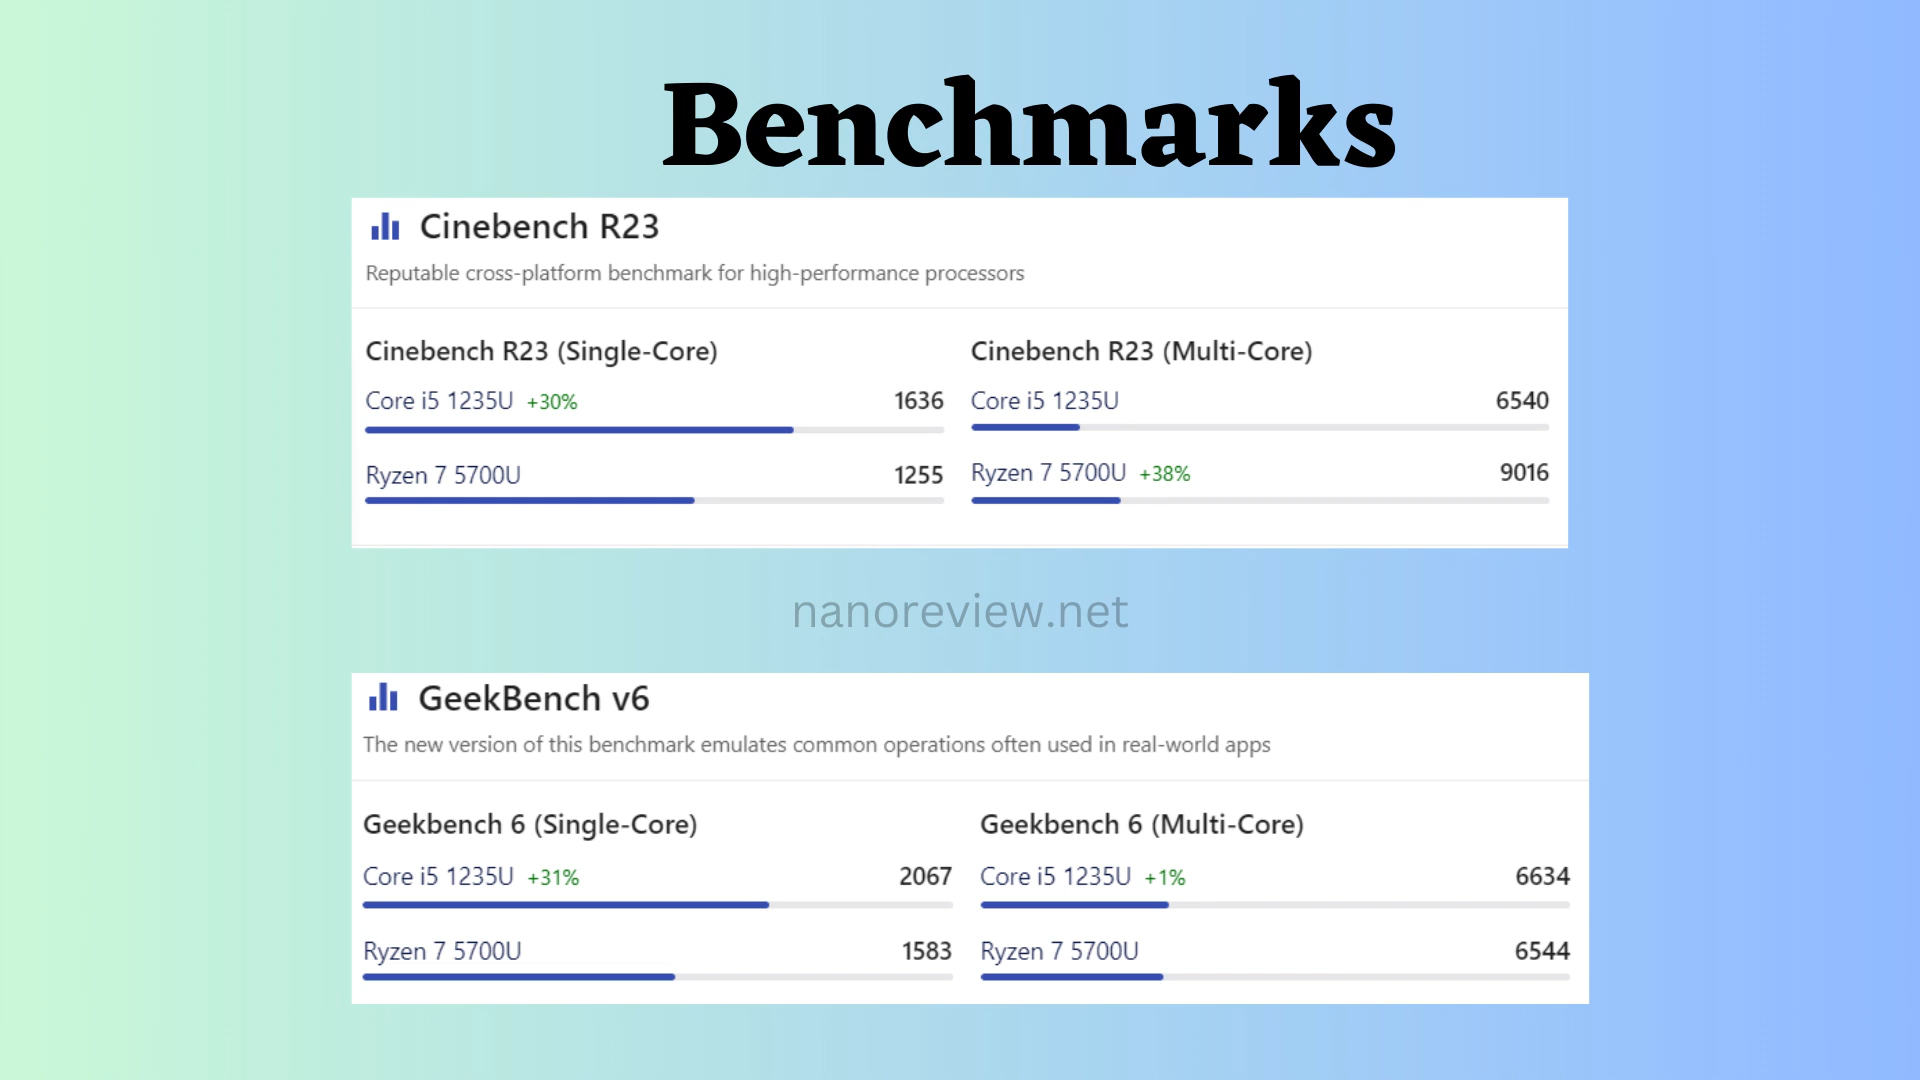 Benchmarks
Cinebench R23
Reputable cross-platform benchmark for high-performance processors
Cinebench R23 (Single-Core)
Core i5 1235U +30% 1636
Ryzen 7 5700U 1255
Cinebench R23 (Multi-Core)
Core i5 1235U 6540
Ryzen 7 5700U +38% 9016
nanoreview.net
GeekBench v6
The new version of this benchmark emulates common operations often used in real-world apps
Geekbench 6 (Single-Core)
Core i5 1235U +31% 2067
Ryzen 7 5700U 1583
Geekbench 6 (Multi-Core)
Core i5 1235U +1% 6634
Ryzen 7 5700U 6544